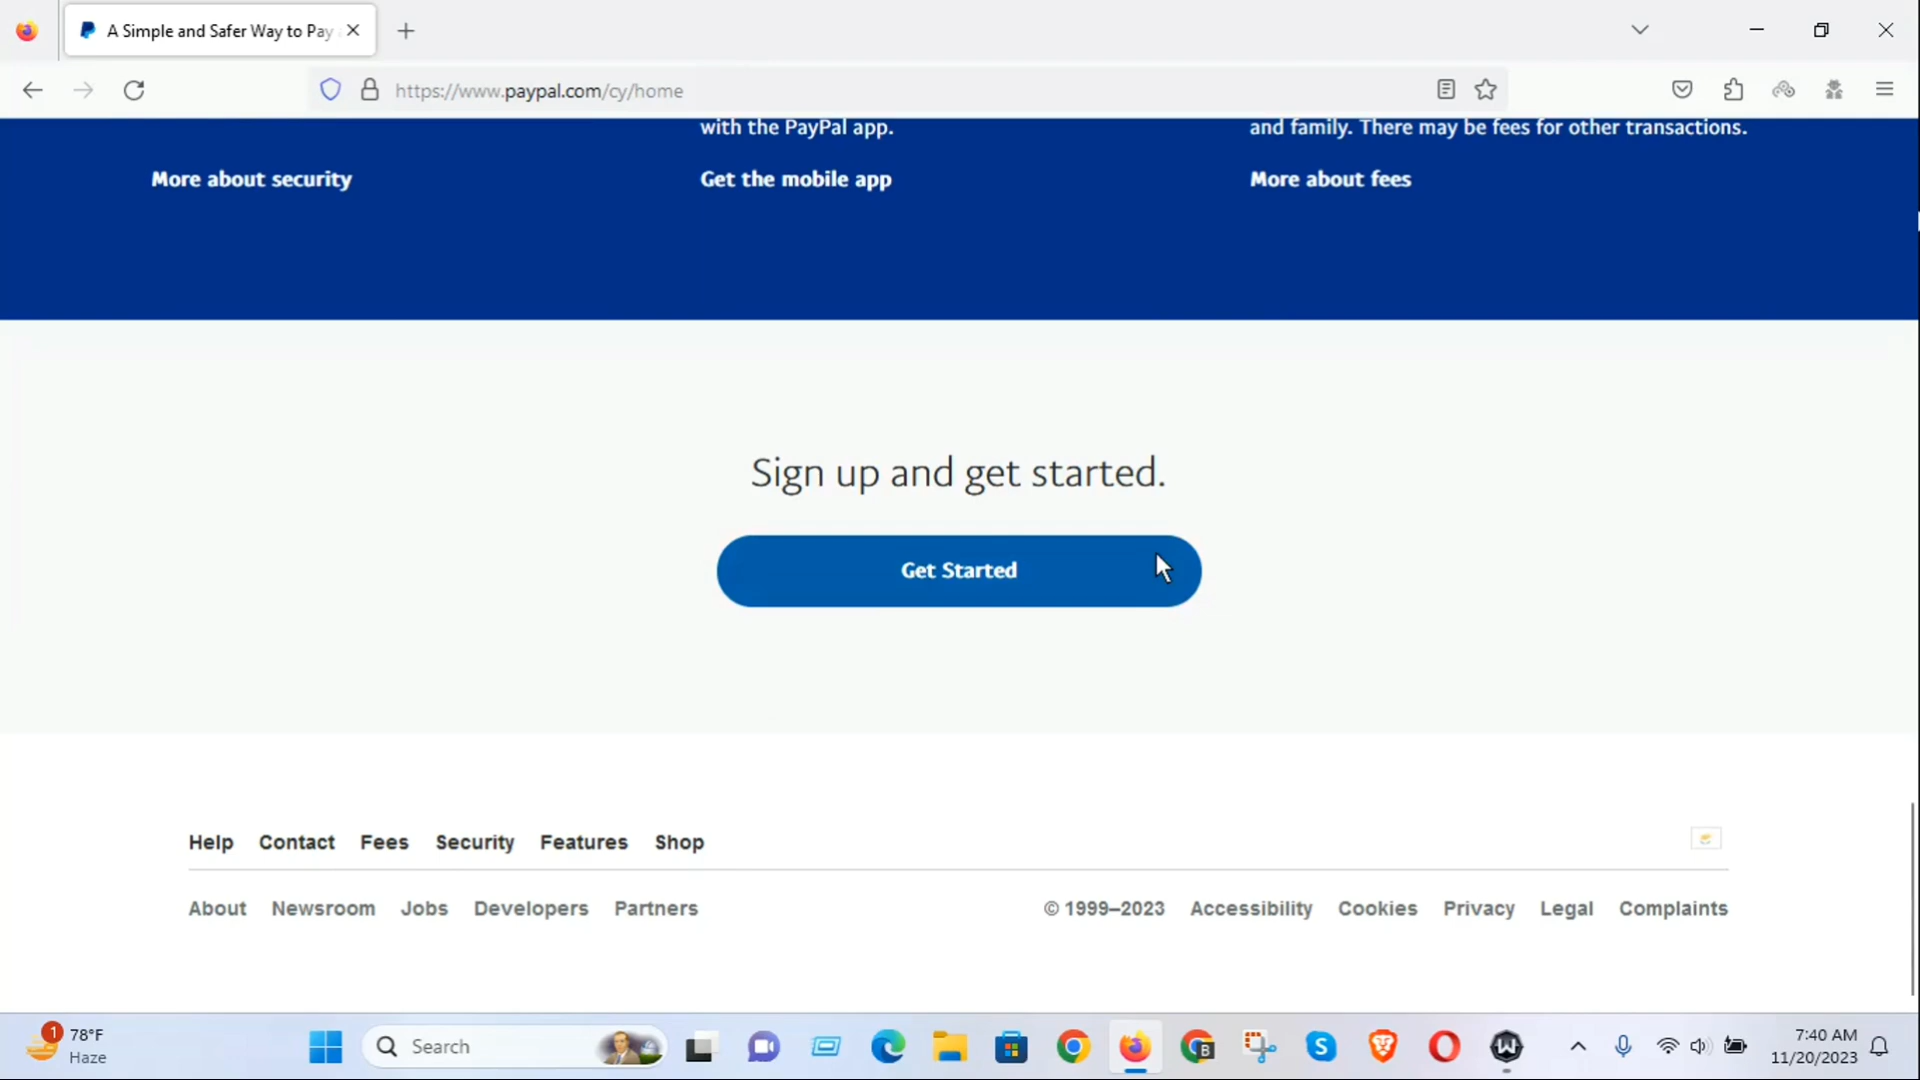 A Simple and Safer Way to Pay
https://www.paypal.com/cy/home
with the PayPal app.
and family. There may be fees for other transactions.
More about security
Get the mobile app
More about fees
Sign up and get started.
Get Started
Help Contact Fees Security Features Shop
About Newsroom Jobs Developers Partners
© 1999–2023 Accessibility Cookies Privacy Legal Complaints
1
78°F
Haze
Search
B
S
W
7:40 AM
11/20/2023